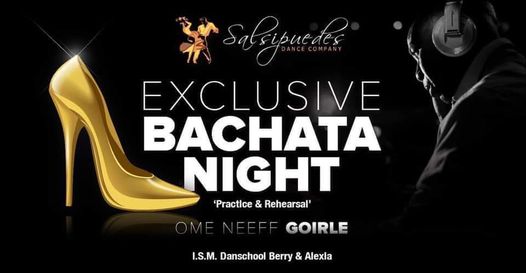 Salsipuedes
DANCE COMPANY
EXCLUSIVE
BACHATA
NIGHT
'Practice & Rehearsal'
OME NEEFF GOIRLE
I.S.M. Danschool Berry & Alexia